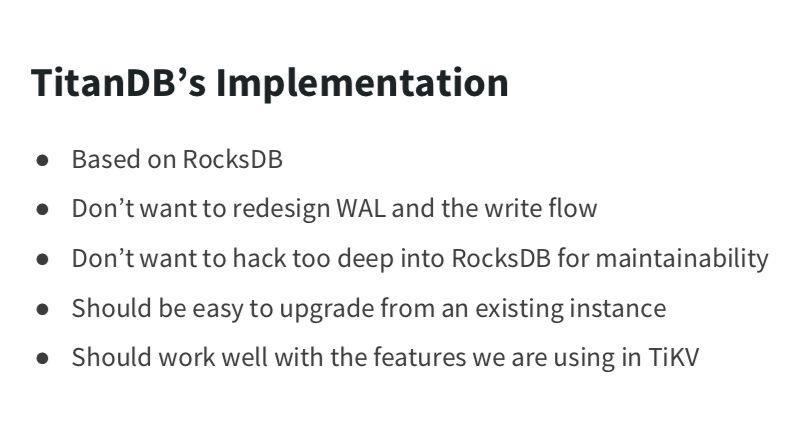 TitanDB’s Implementation
● Based on RocksDB
● Don’t want to redesign WAL and the write flow
● Don’t want to hack too deep into RocksDB for maintainability
● Should be easy to upgrade from an existing instance
● Should work well with the features we are using in TiKV